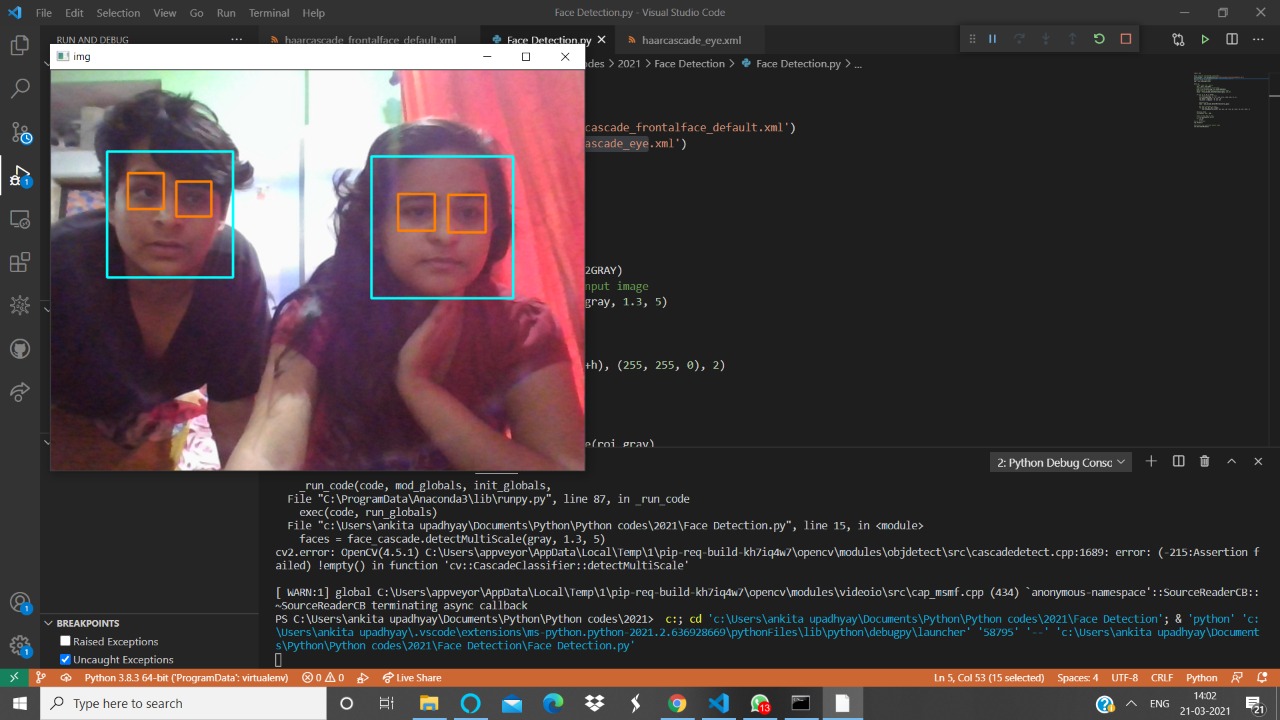 File Edit Selection View Go Run Terminal Help
Face Detection.py - Visual Studio Code
RUN AND DEBUG ...
haarcascade_frontalface_default.xml
Face Detection.py
haarcascade_eye.xml
img
2021 > Face Detection > Face Detection.py > ...
cascade_frontalface_default.xml')
ascade_eye.xml')
2GRAY)
nput image
gray, 1.3, 5)
+h), (255, 255, 0), 2)
e(roi_gray)
2: Python Debug Consc
_run_code(code, mod_globals, init_globals,
File "C:\ProgramData\Anaconda3\lib\runpy.py", line 87, in _run_code
exec(code, run_globals)
File "c:\Users\ankita upadhyay\Documents\Python\Python codes\2021\Face Detection.py", line 15, in <module>
faces = face_cascade.detectMultiScale(gray, 1.3, 5)
cv2.error: OpenCV(4.5.1) C:\Users\appveyor\AppData\Local\Temp\1\pip-req-build-kh7iq4w7\opencv\modules\objdetect\src\cascadedetect.cpp:1689: error: (-215:Assertion f
ailed) !empty() in function 'cv::CascadeClassifier::detectMultiScale'
[ WARN:1] global C:\Users\appveyor\AppData\Local\Temp\1\pip-req-build-kh7iq4w7\opencv\modules\videoio\src\cap_msmf.cpp (434) `anonymous-namespace'::SourceReaderCB::
~SourceReaderCB terminating async callback
PS C:\Users\ankita upadhyay\Documents\Python\Python codes\2021> c:; cd 'c:\Users\ankita upadhyay\Documents\Python\Python codes\2021\Face Detection'; & 'python' 'c:
\Users\ankita upadhyay\.vscode\extensions\ms-python.python-2021.2.636928669\pythonFiles\lib\python\debugpy\launcher' '58795' '--' 'c:\Users\ankita upadhyay\Document
s\Python\Python codes\2021\Face Detection\Face Detection.py'
BREAKPOINTS
Raised Exceptions
Uncaught Exceptions
Python 3.8.3 64-bit ('ProgramData': virtualenv)
0 0
Live Share
Ln 5, Col 53 (15 selected)
Spaces: 4
UTF-8
CRLF
Python
Type here to search
13
ENG
14:02
21-03-2021
21